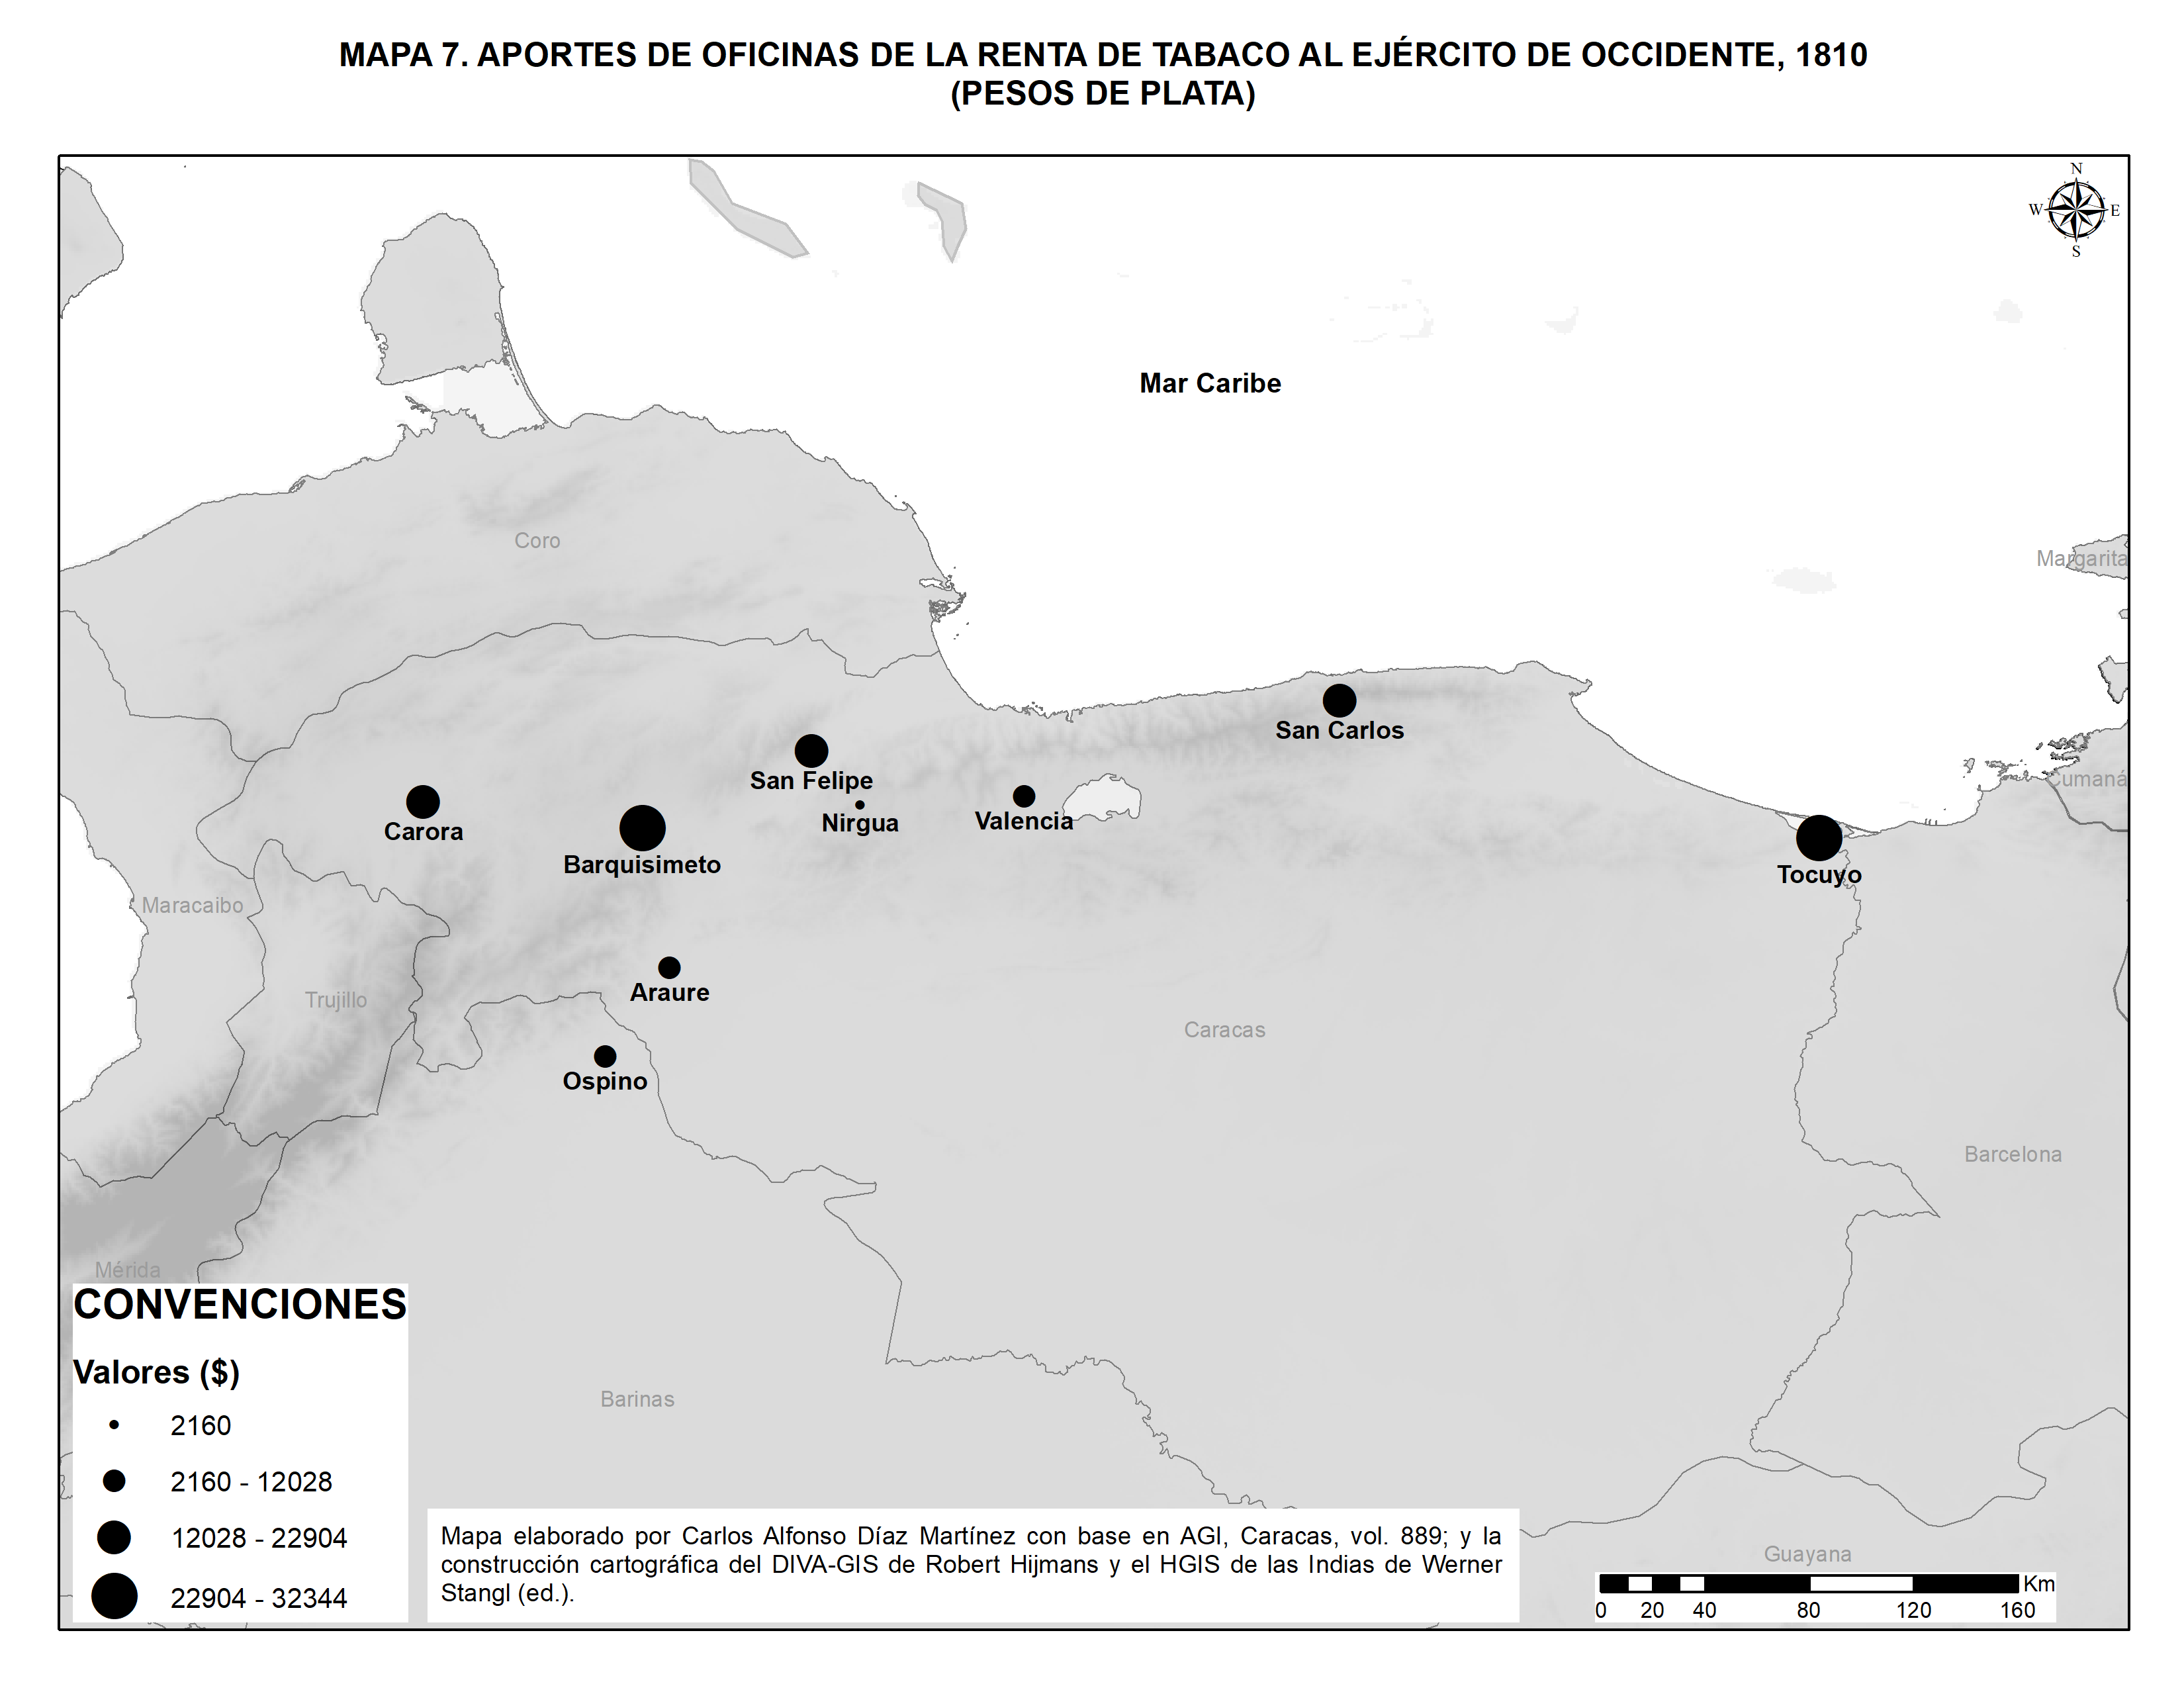 MAPA 7. APORTES DE OFICINAS DE LA RENTA DE TABACO AL EJÉRCITO DE OCCIDENTE, 1810
(PESOS DE PLATA)
N
W E
S
Mar Caribe
Coro
Margarita
San Carlos
San Felipe
Cumaná
Carora
Nirgua
Valencia
Barquisimeto
Tocuyo
Maracaibo
Araure
Trujillo
Caracas
Ospino
Barcelona
Mérida
CONVENCIONES
Valores ($)
2160
2160 - 12028
12028 - 22904
22904 - 32344
Barinas
Mapa elaborado por Carlos Alfonso Díaz Martínez con base en AGI, Caracas, vol. 889; y la
construcción cartográfica del DIVA-GIS de Robert Hijmans y el HGIS de las Indias de Werner
Stangl (ed.).
Guayana
Km
0 20 40 80 120 160